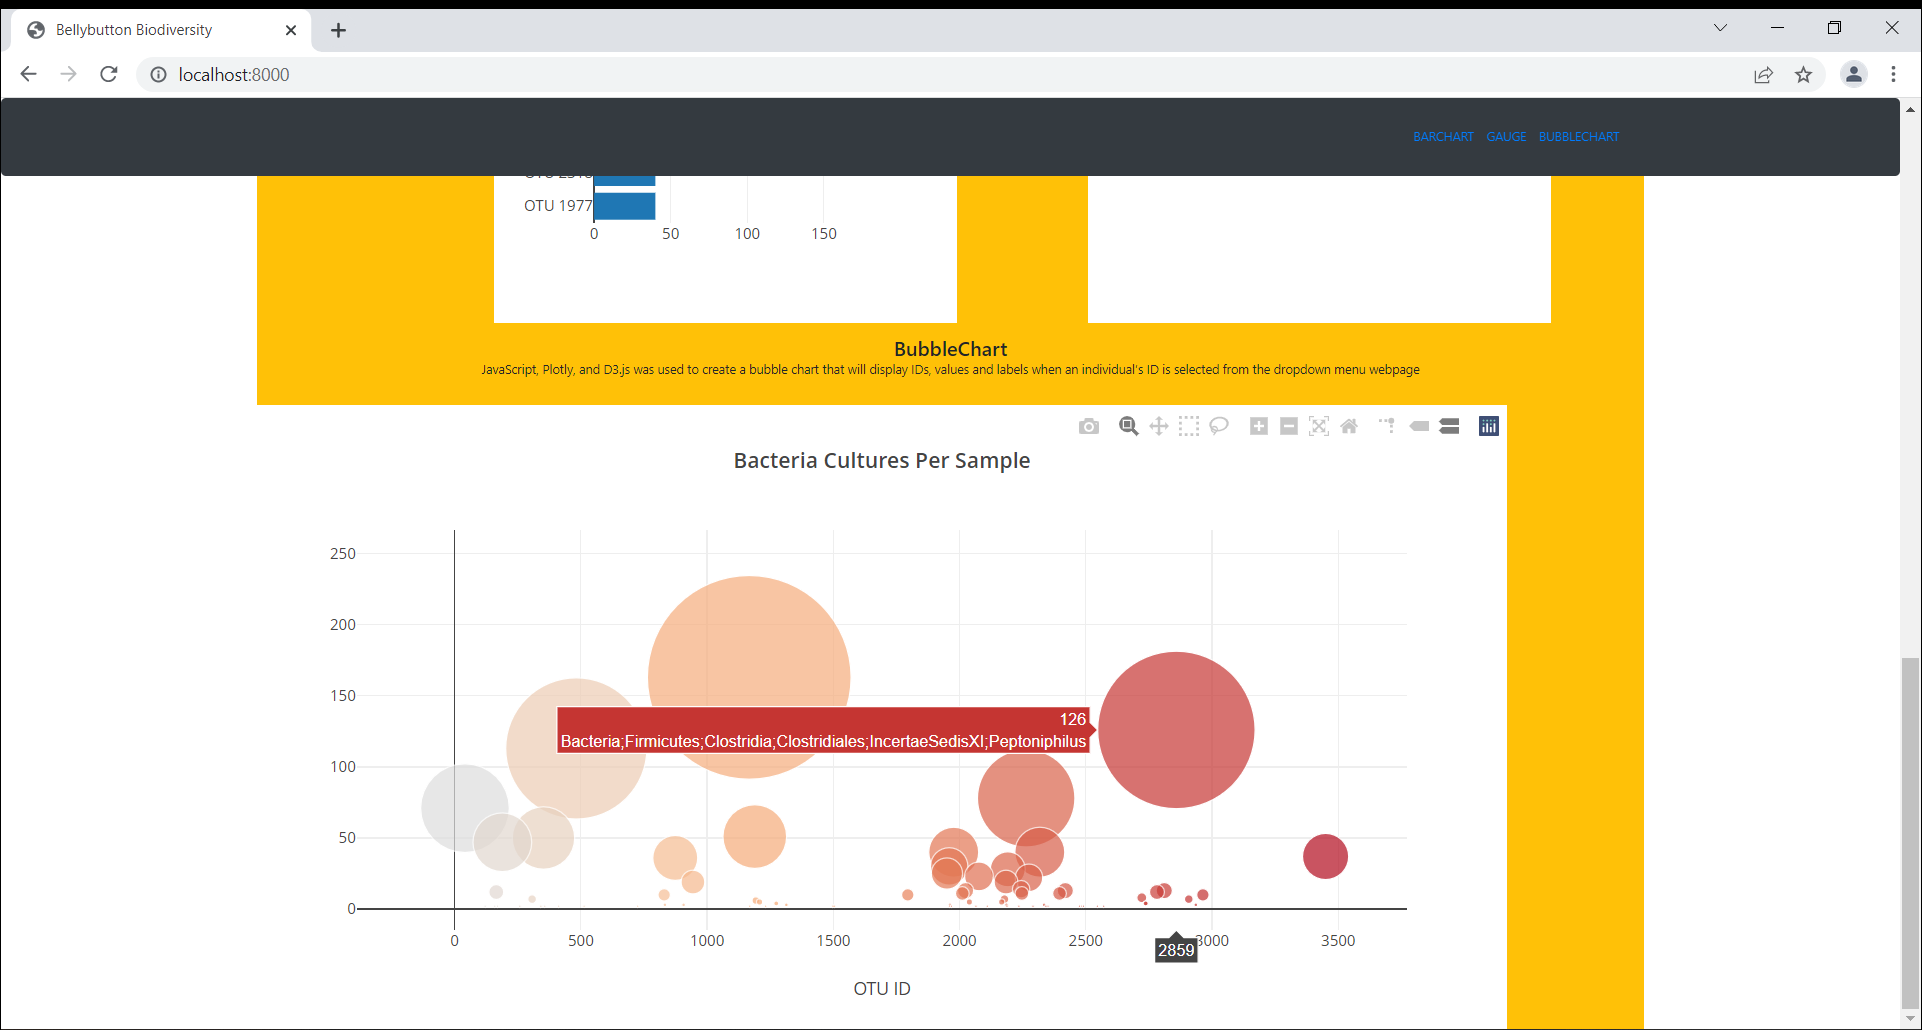 Bellybutton Biodiversity
localhost:8000
BARCHART GAUGE BUBBLECHART
OTU 1977
0 50 100 150
BubbleChart
JavaScript, Plotly, and D3.js was used to create a bubble chart that will display IDs, values and labels when an individual's ID is selected from the dropdown menu webpage
Bacteria Cultures Per Sample
250
200
150
126
Bacteria;Firmicutes;Clostridia;Clostridiales;IncertaeSedisXI;Peptoniphilus
100
50
0
0 500 1000 1500 2000 2500 3000 3500
2859
OTU ID